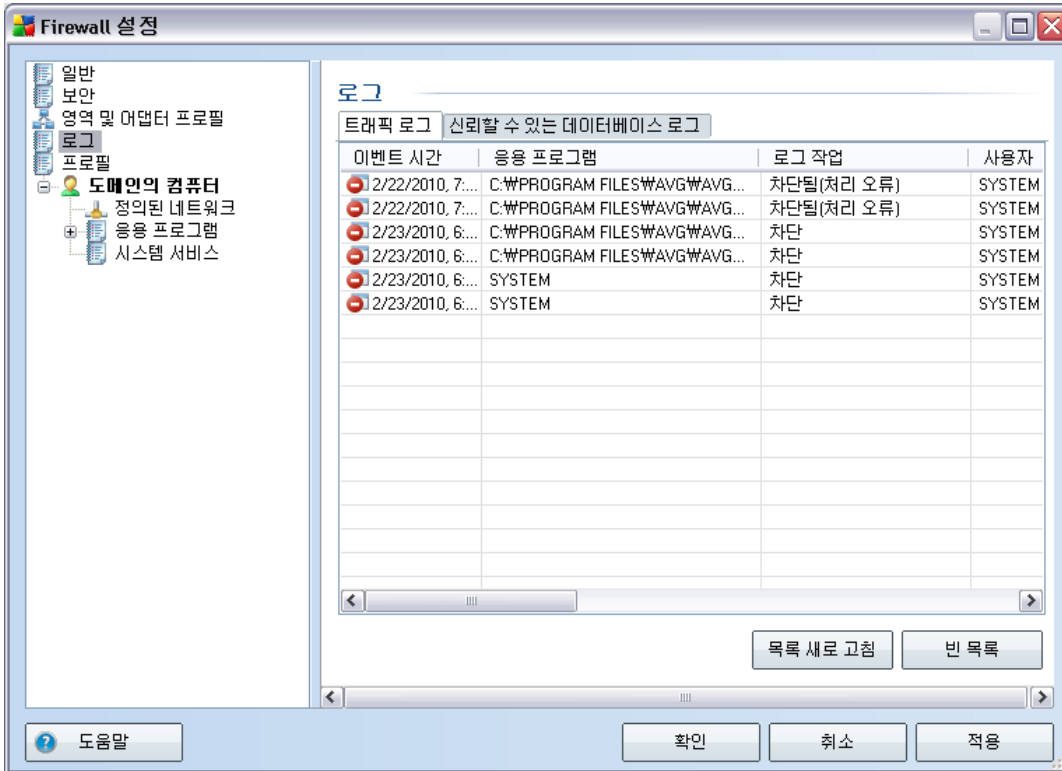 Firewall 설정
일반
보안
영역 및 어댑터 프로필
로그
프로필
도메인의 컴퓨터
정의된 네트워크
응용 프로그램
시스템 서비스
로그
트래픽 로그 신뢰할 수 있는 데이터베이스 로그
이벤트 시간 응용 프로그램 로그 작업 사용자
2/22/2010, 7:... C:₩PROGRAM FILES₩AVG₩AVG... 차단됨(처리 오류) SYSTEM
2/22/2010, 7:... C:₩PROGRAM FILES₩AVG₩AVG... 차단됨(처리 오류) SYSTEM
2/23/2010, 6:... C:₩PROGRAM FILES₩AVG₩AVG... 차단 SYSTEM
2/23/2010, 6:... C:₩PROGRAM FILES₩AVG₩AVG... 차단 SYSTEM
2/23/2010, 6:... SYSTEM 차단 SYSTEM
2/23/2010, 6:... SYSTEM 차단 SYSTEM
목록 새로 고침 빈 목록
도움말 확인 취소 적용